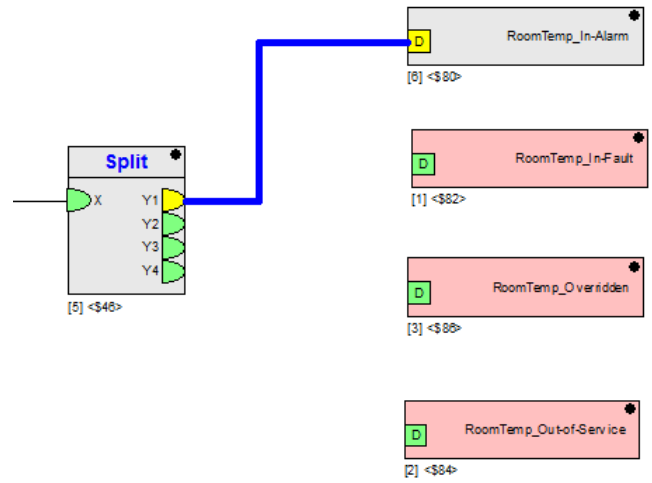 D RoomTemp_In-Alarm
[6] <$80>
D RoomTemp_In-Fault
[1] <$82>
Split
X Y1
Y2
Y3
Y4
[5] <$46>
D RoomTemp_Overridden
[3] <$86>
D RoomTemp_Out-of-Service
[2] <$84>